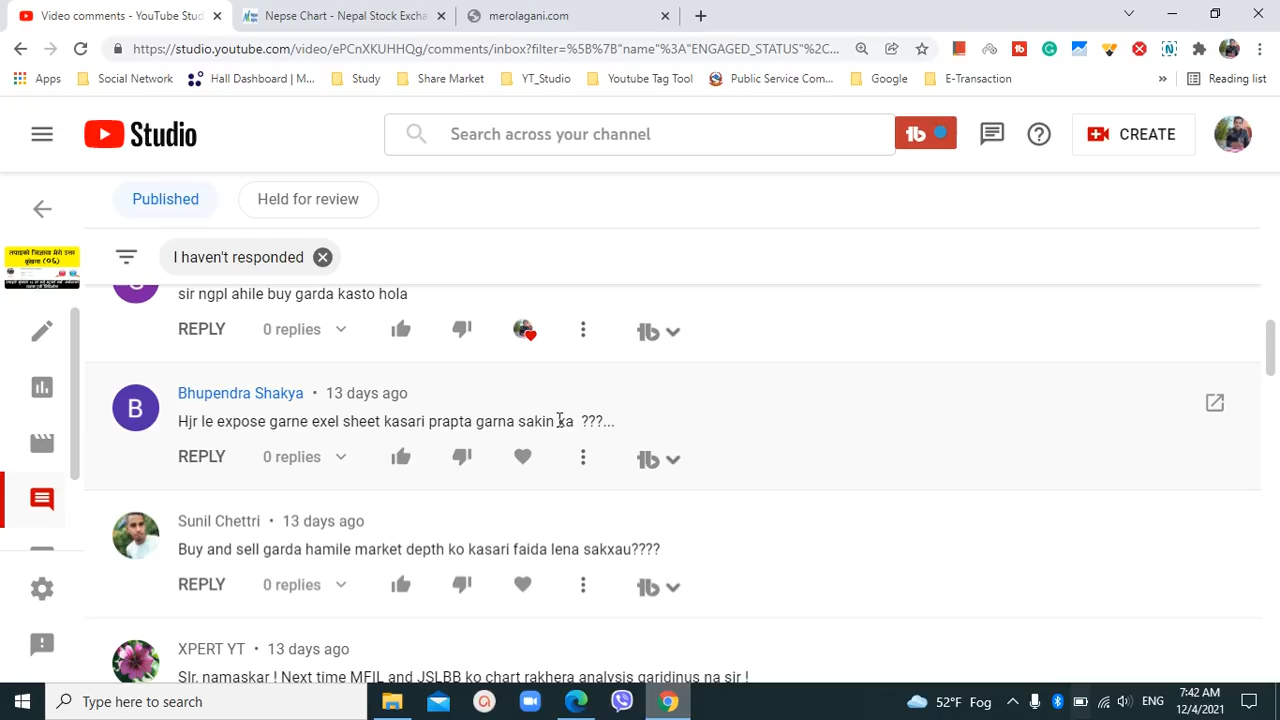 Video comments - YouTube Stud
Nepse Chart - Nepal Stock Excha
merolagani.com
https://studio.youtube.com/video/ePCnXKUHHQg/comments/inbox?filter=%5B%7B"name"%3A"ENGAGED_STATUS"%2C...
Apps
Social Network
Hall Dashboard | M...
Study
Share Market
YT_Studio
Youtube Tag Tool
Public Service Com...
Google
E-Transaction
»
Reading list
Studio
Search across your channel
CREATE
Published
Held for review
तपाइको जिज्ञासा मेरो उत्तर
I haven't responded
sir ngpl ahile buy garda kasto hola
REPLY 0 replies
B
Bhupendra Shakya • 13 days ago
Hjr le expose garne exel sheet kasari prapta garna sakin ka ???...
REPLY 0 replies
Sunil Chettri • 13 days ago
Buy and sell garda hamile market depth ko kasari faida lena sakxau????
REPLY 0 replies
XPERT YT • 13 days ago
SIr, namaskar ! Next time MFIL and JSLBB ko chart rakhera analysis garidinus na sir !
Type here to search
52°F Fog
ENG
7:42 AM
12/4/2021